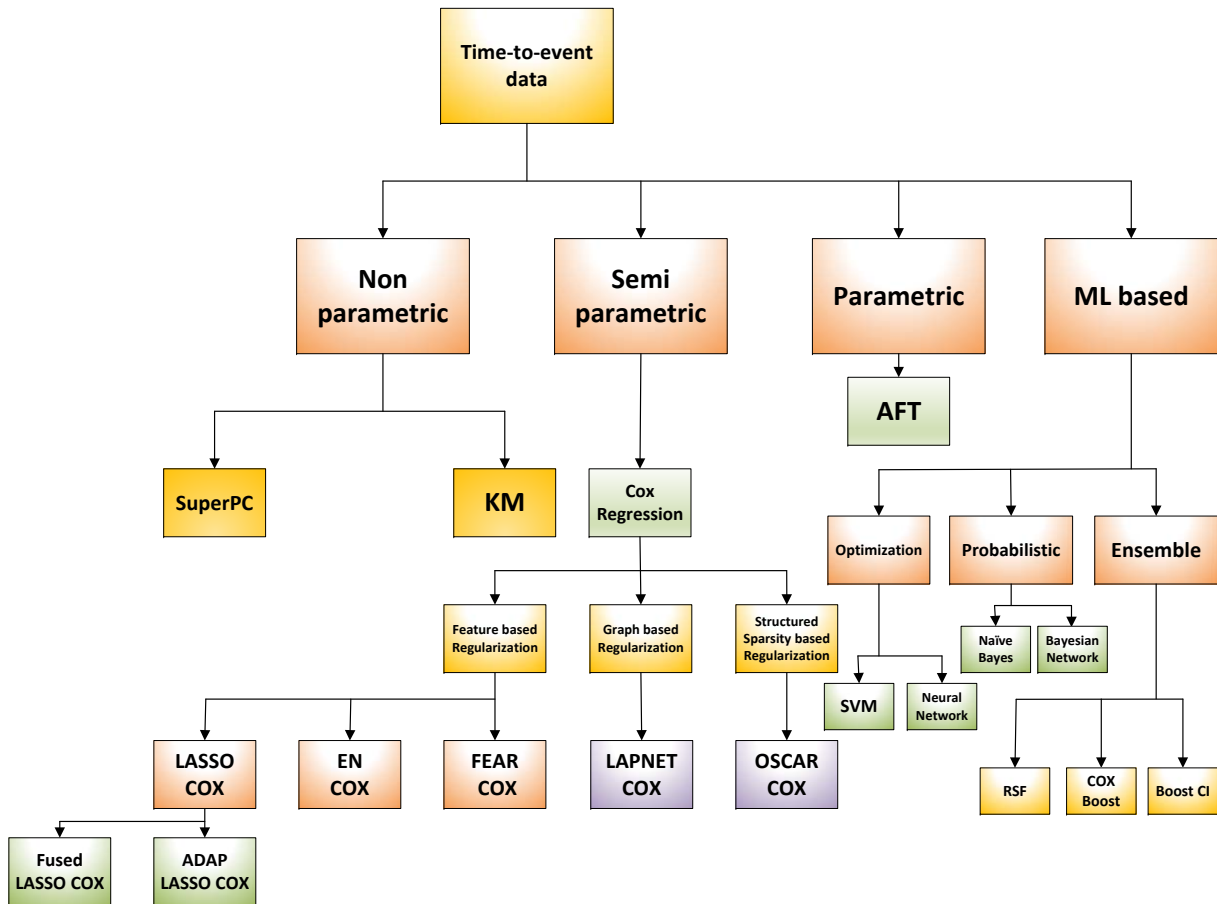 Time-to-event
data
Non
parametric
Semi
parametric
Parametric
ML based
AFT
SuperPC
KM
Cox
Regression
Optimization
Probabilistic
Ensemble
Feature based
Regularization
Graph based
Regularization
Structured
Sparsity based
Regularization
Naïve
Bayes
Bayesian
Network
SVM
Neural
Network
LASSO
COX
EN
COX
FEAR
COX
LAPNET
COX
OSCAR
COX
RSF
COX
Boost
Boost CI
Fused
LASSO COX
ADAP
LASSO COX